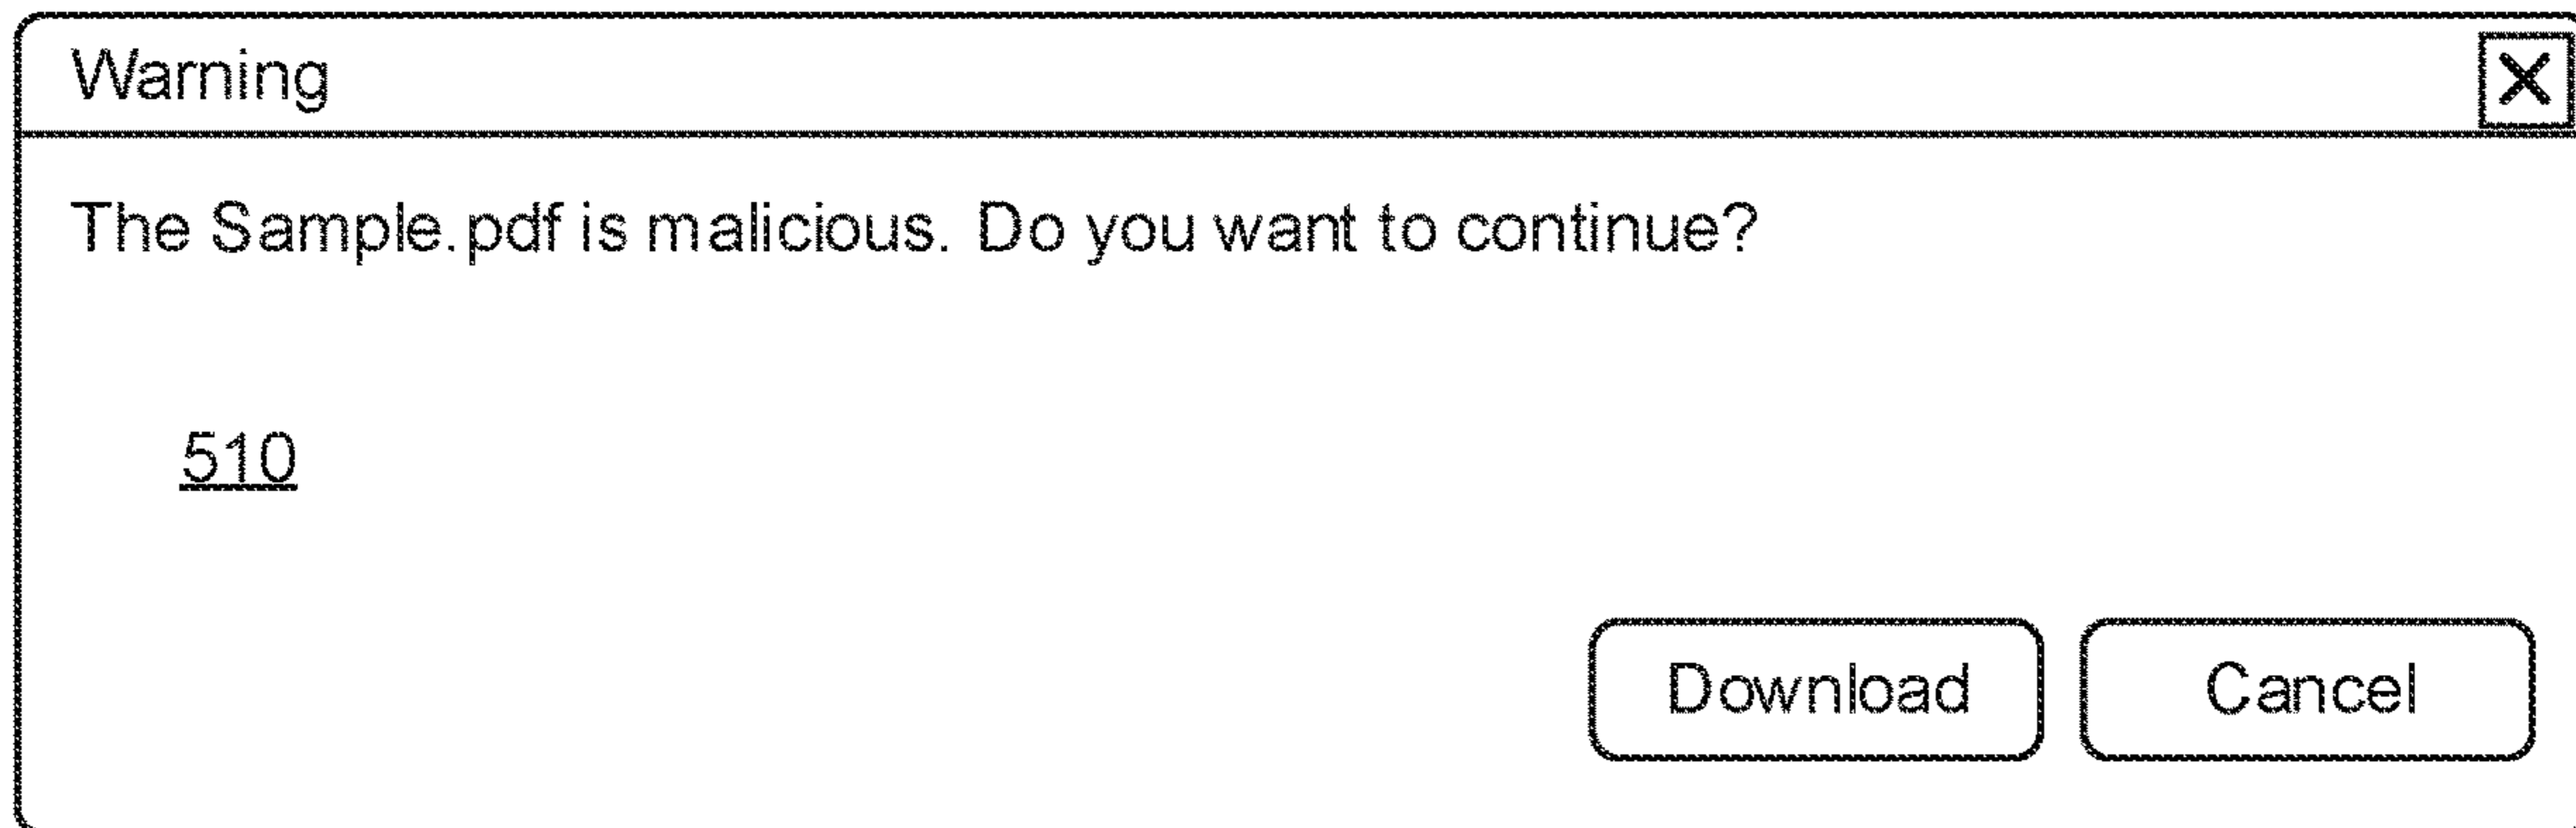 Warning
The Sample.pdf is malicious. Do you want to continue?
510
Download Cancel